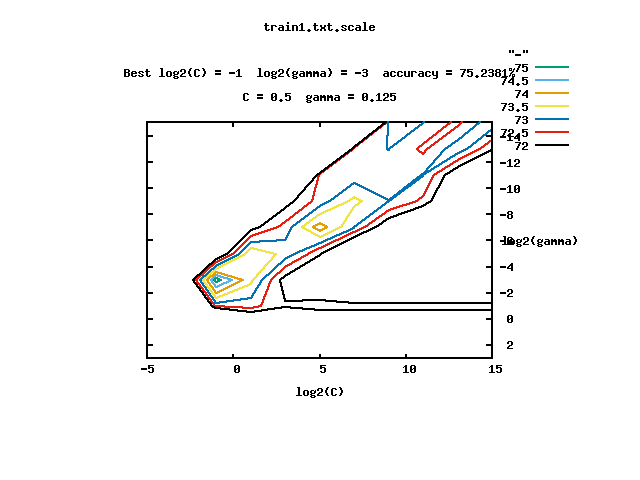 train1.txt.scale
"-"
Best log2(C) = -1 log2(gamma) = -3 accuracy = 75.2381%
75
74.5
C = 0.5 gamma = 0.125
74
73.5
73
72.5
-14
72
-12
-10
-8
-6
log2(gamma)
-4
-2
0
2
-5 0 5 10 15
log2(C)